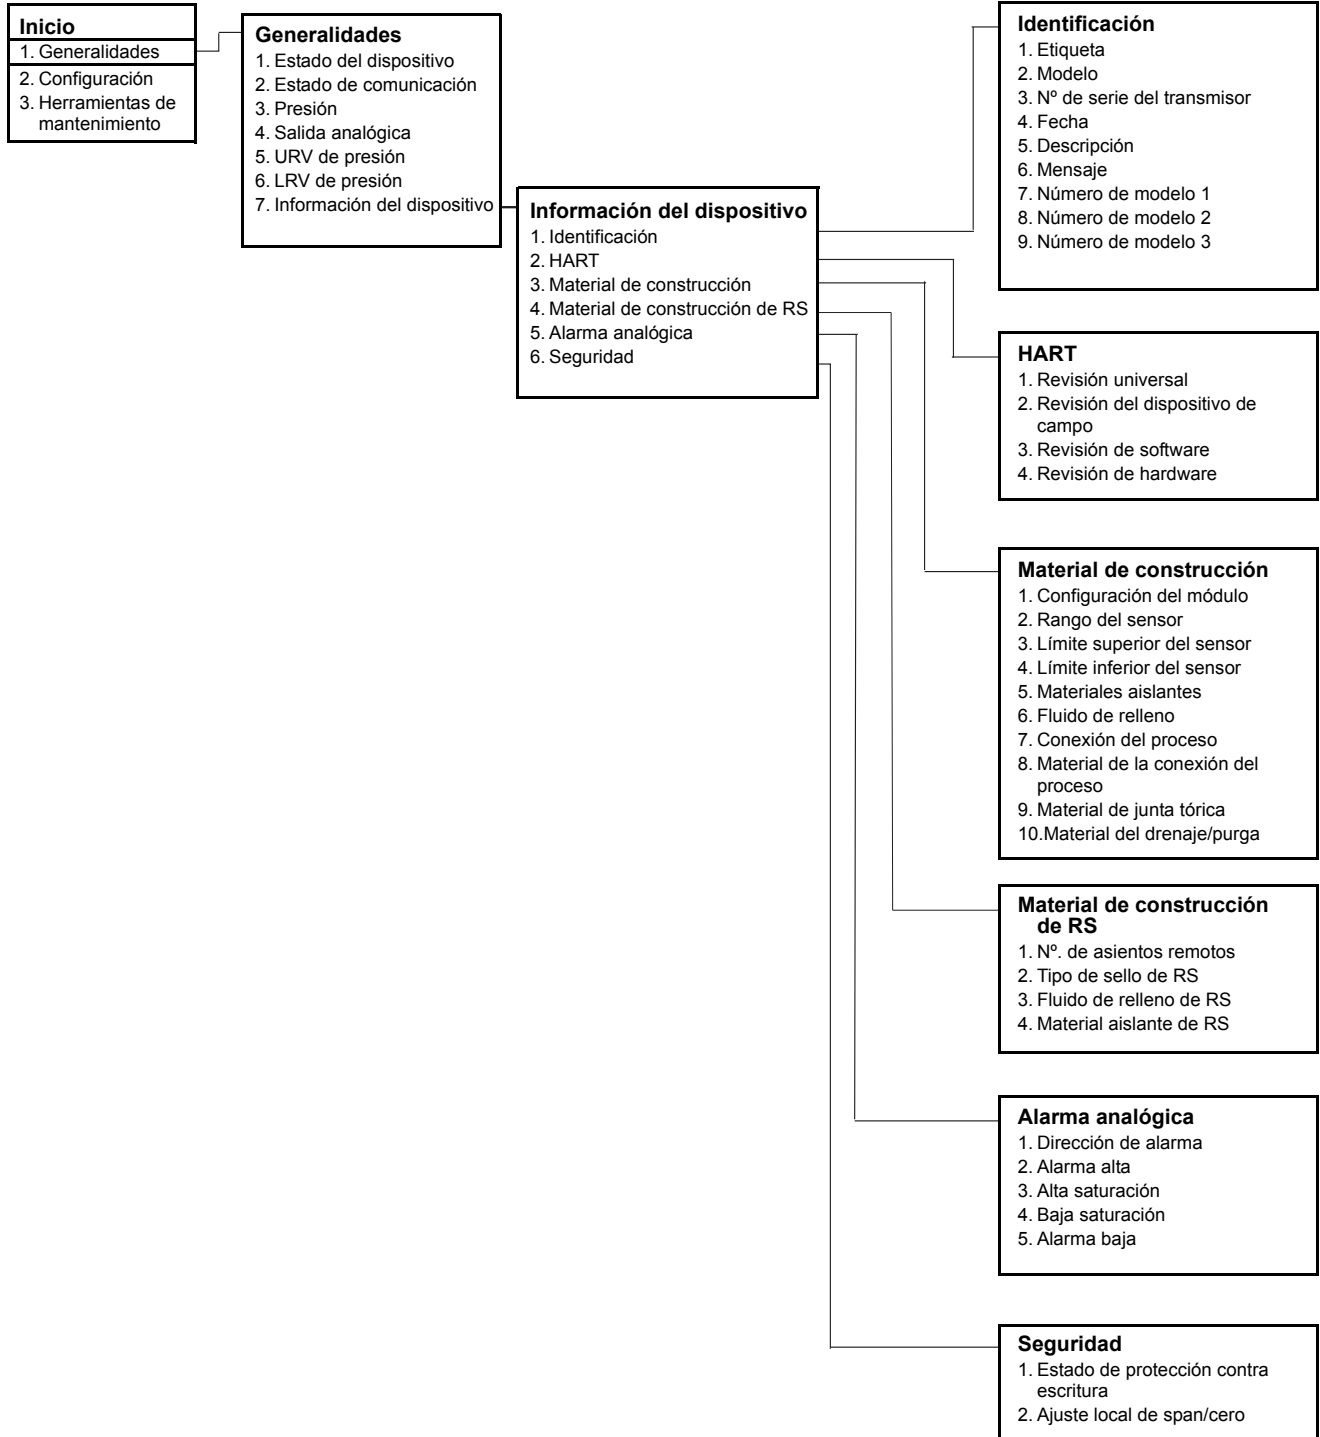 Inicio
1. Generalidades
2. Configuración
3. Herramientas de
mantenimiento
Generalidades
1. Estado del dispositivo
2. Estado de comunicación
3. Presión
4. Salida analógica
5. URV de presión
6. LRV de presión
7. Información del dispositivo
Información del dispositivo
1. Identificación
2. HART
3. Material de construcción
4. Material de construcción de RS
5. Alarma analógica
6. Seguridad
Identificación
1. Etiqueta
2. Modelo
3. Nº de serie del transmisor
4. Fecha
5. Descripción
6. Mensaje
7. Número de modelo 1
8. Número de modelo 2
9. Número de modelo 3
HART
1. Revisión universal
2. Revisión del dispositivo de
campo
3. Revisión de software
4. Revisión de hardware
Material de construcción
1. Configuración del módulo
2. Rango del sensor
3. Límite superior del sensor
4. Límite inferior del sensor
5. Materiales aislantes
6. Fluido de relleno
7. Conexión del proceso
8. Material de la conexión del
proceso
9. Material de junta tórica
10.Material del drenaje/purga
Material de construcción
de RS
1. Nº. de asientos remotos
2. Tipo de sello de RS
3. Fluido de relleno de RS
4. Material aislante de RS
Alarma analógica
1. Dirección de alarma
2. Alarma alta
3. Alta saturación
4. Baja saturación
5. Alarma baja
Seguridad
1. Estado de protección contra
escritura
2. Ajuste local de span/cero